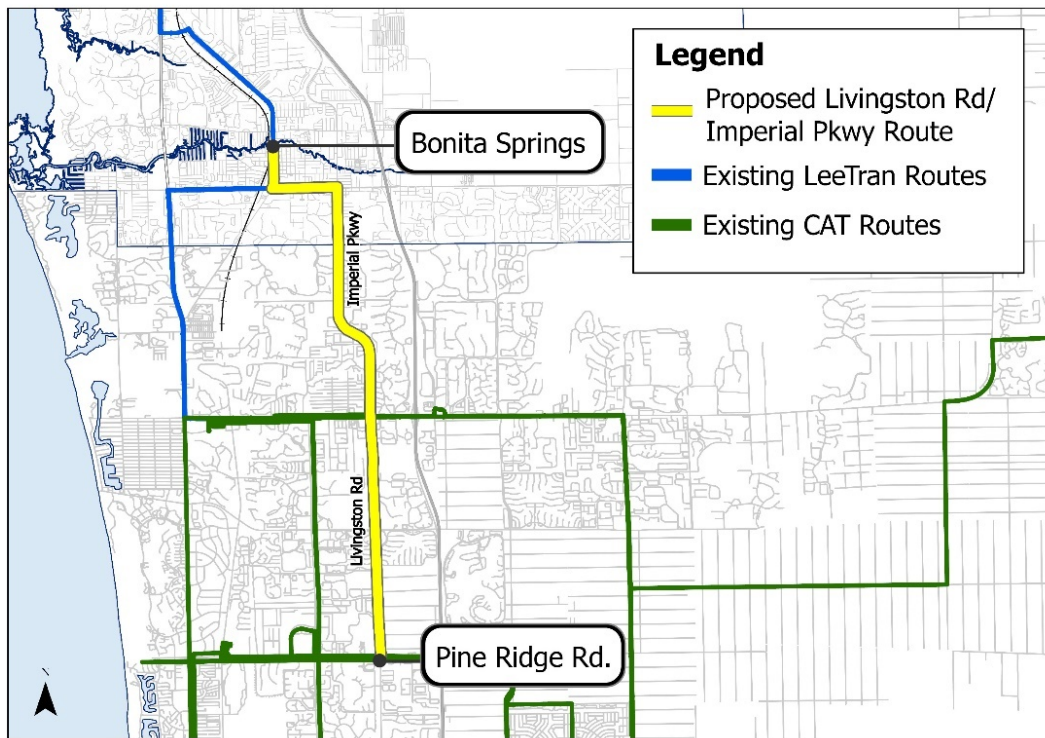 Legend
Proposed Livingston Rd/
Imperial Pkwy Route
Existing LeeTran Routes
Existing CAT Routes
Bonita Springs
Imperial Pkwy
Livingston Rd
Pine Ridge Rd.
N